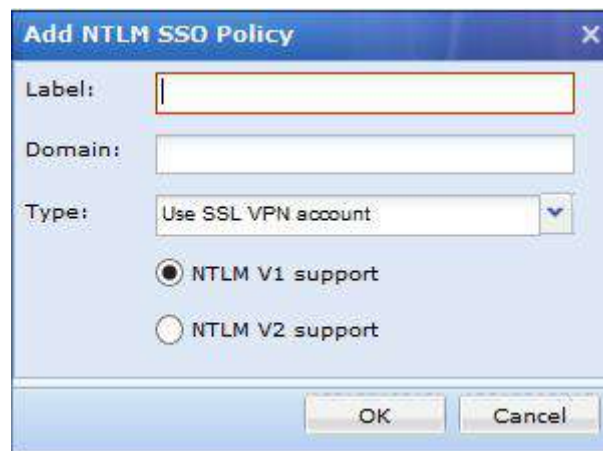 Add NTLM SSO Policy
Label:
Domain:
Type: Use SSL VPN account
NTLM V1 support
NTLM V2 support
OK Cancel